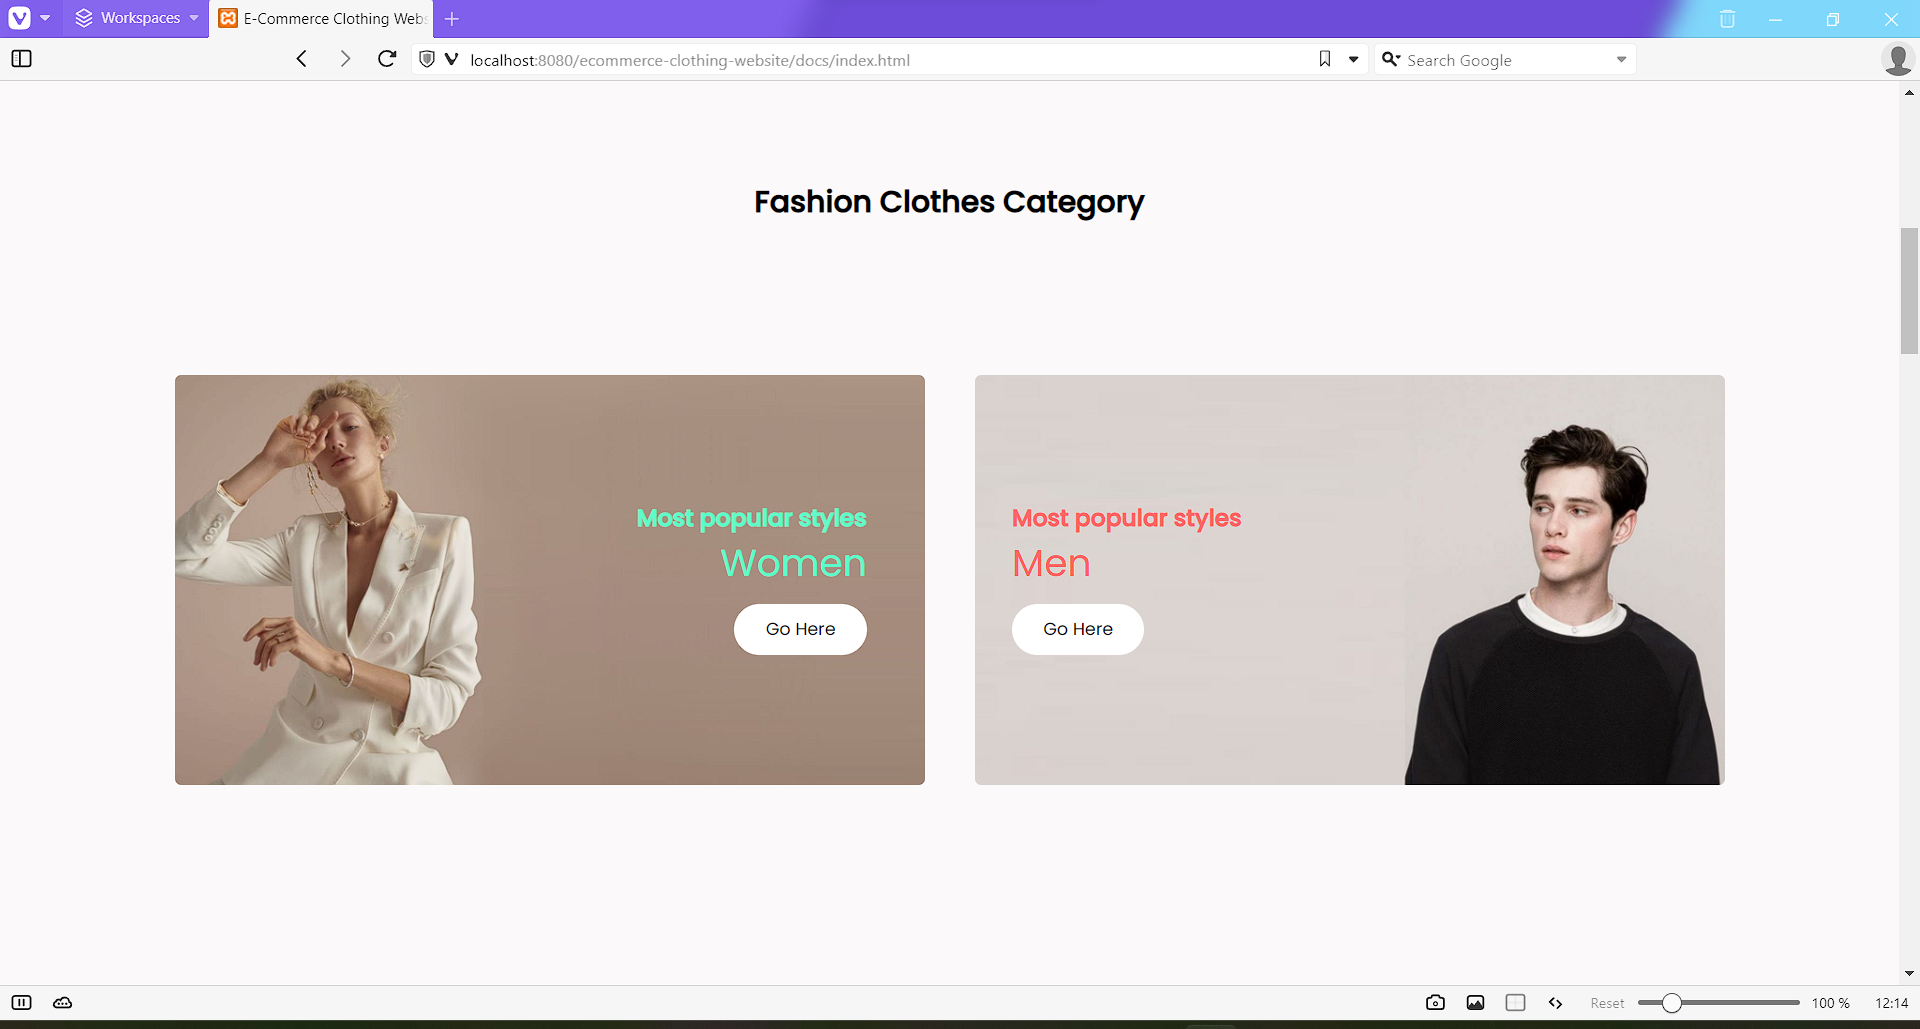 Workspaces
E-Commerce Clothing Webs
localhost:8080/ecommerce-clothing-website/docs/index.html
Search Google
Fashion Clothes Category
Most popular styles
Women
Go Here
Most popular styles
Men
Go Here
Reset
100 %
12:14